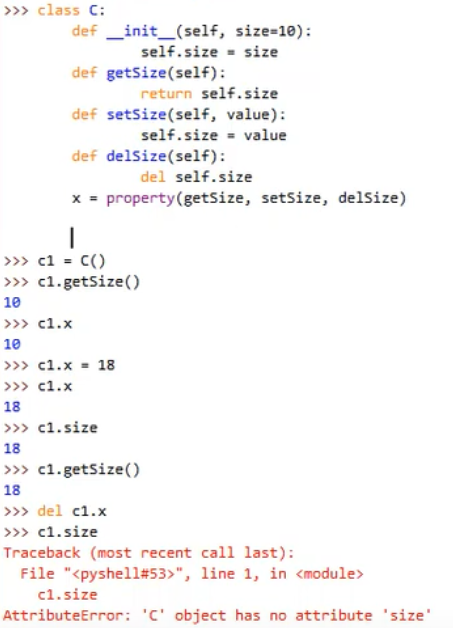 >>> class C:
        def __init__(self, size=10):
                self.size = size
        def getSize(self):
                return self.size
        def setSize(self, value):
                self.size = value
        def delSize(self):
                del self.size
        x = property(getSize, setSize, delSize)
>>> c1 = C()
>>> c1.getSize()
10
>>> c1.x
10
>>> c1.x = 18
>>> c1.x
18
>>> c1.size
18
>>> c1.getSize()
18
>>> del c1.x
>>> c1.size
Traceback (most recent call last):
  File "<pyshell#53>", line 1, in <module>
    c1.size
AttributeError: 'C' object has no attribute 'size'